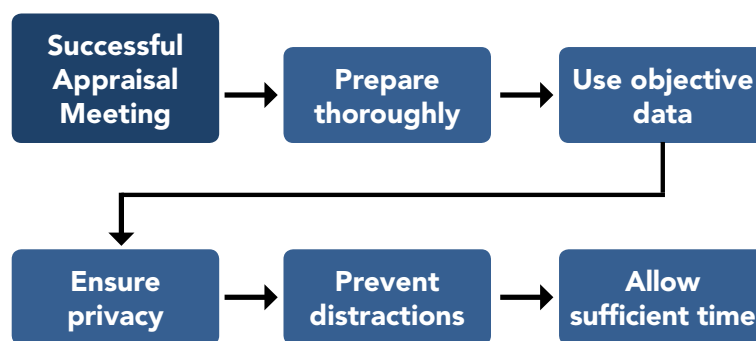 Successful
Appraisal
Meeting
Prepare
thoroughly
Use objective
data
Ensure
privacy
Prevent
distractions
Allow
sufficient time